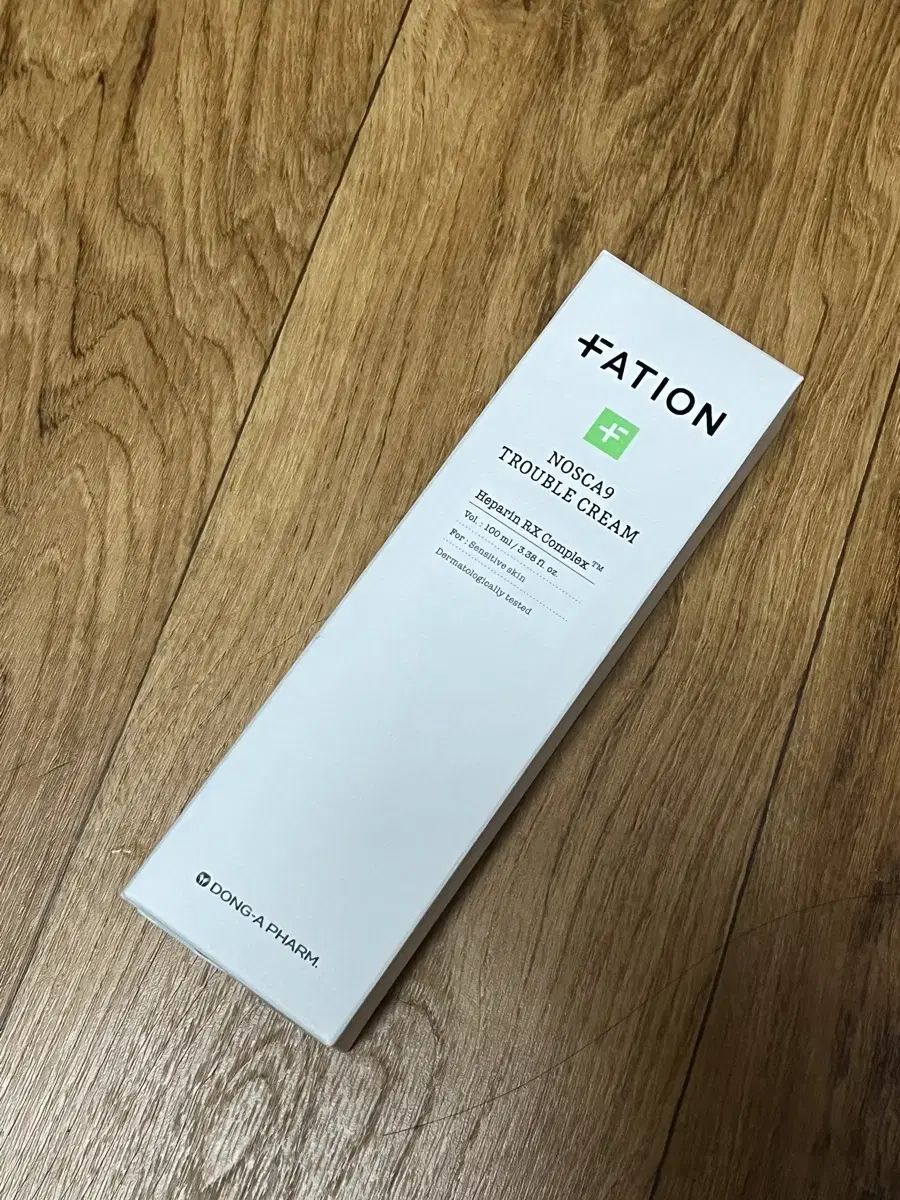 FATION
NOSCA9
TROUBLE CREAM
Heparin RX Complex™
Vol. : 100 ml / 3.38 fl. oz.
For : Sensitive skin
Dermatologically tested
DONG-A PHARM.